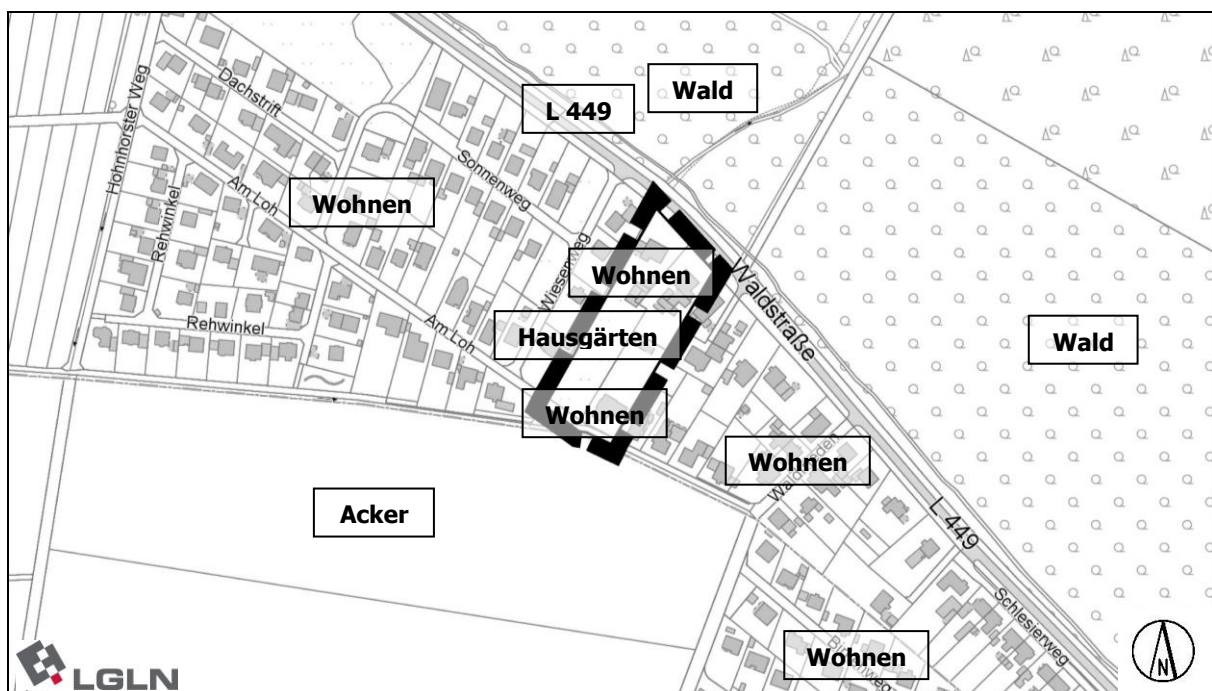 Wald
L 449
Dachstrift
Hohnhorster Weg
Sonnenweg
Am Loh
Wohnen
Rehwinkel
Wiesenweg
Wohnen
Waldstraße
Rehwinkel
Am Loh
Hausgärten
Wald
Wohnen
Wohnen
Acker
L 449
Schlesierweg
Wohnen
N
LGLN